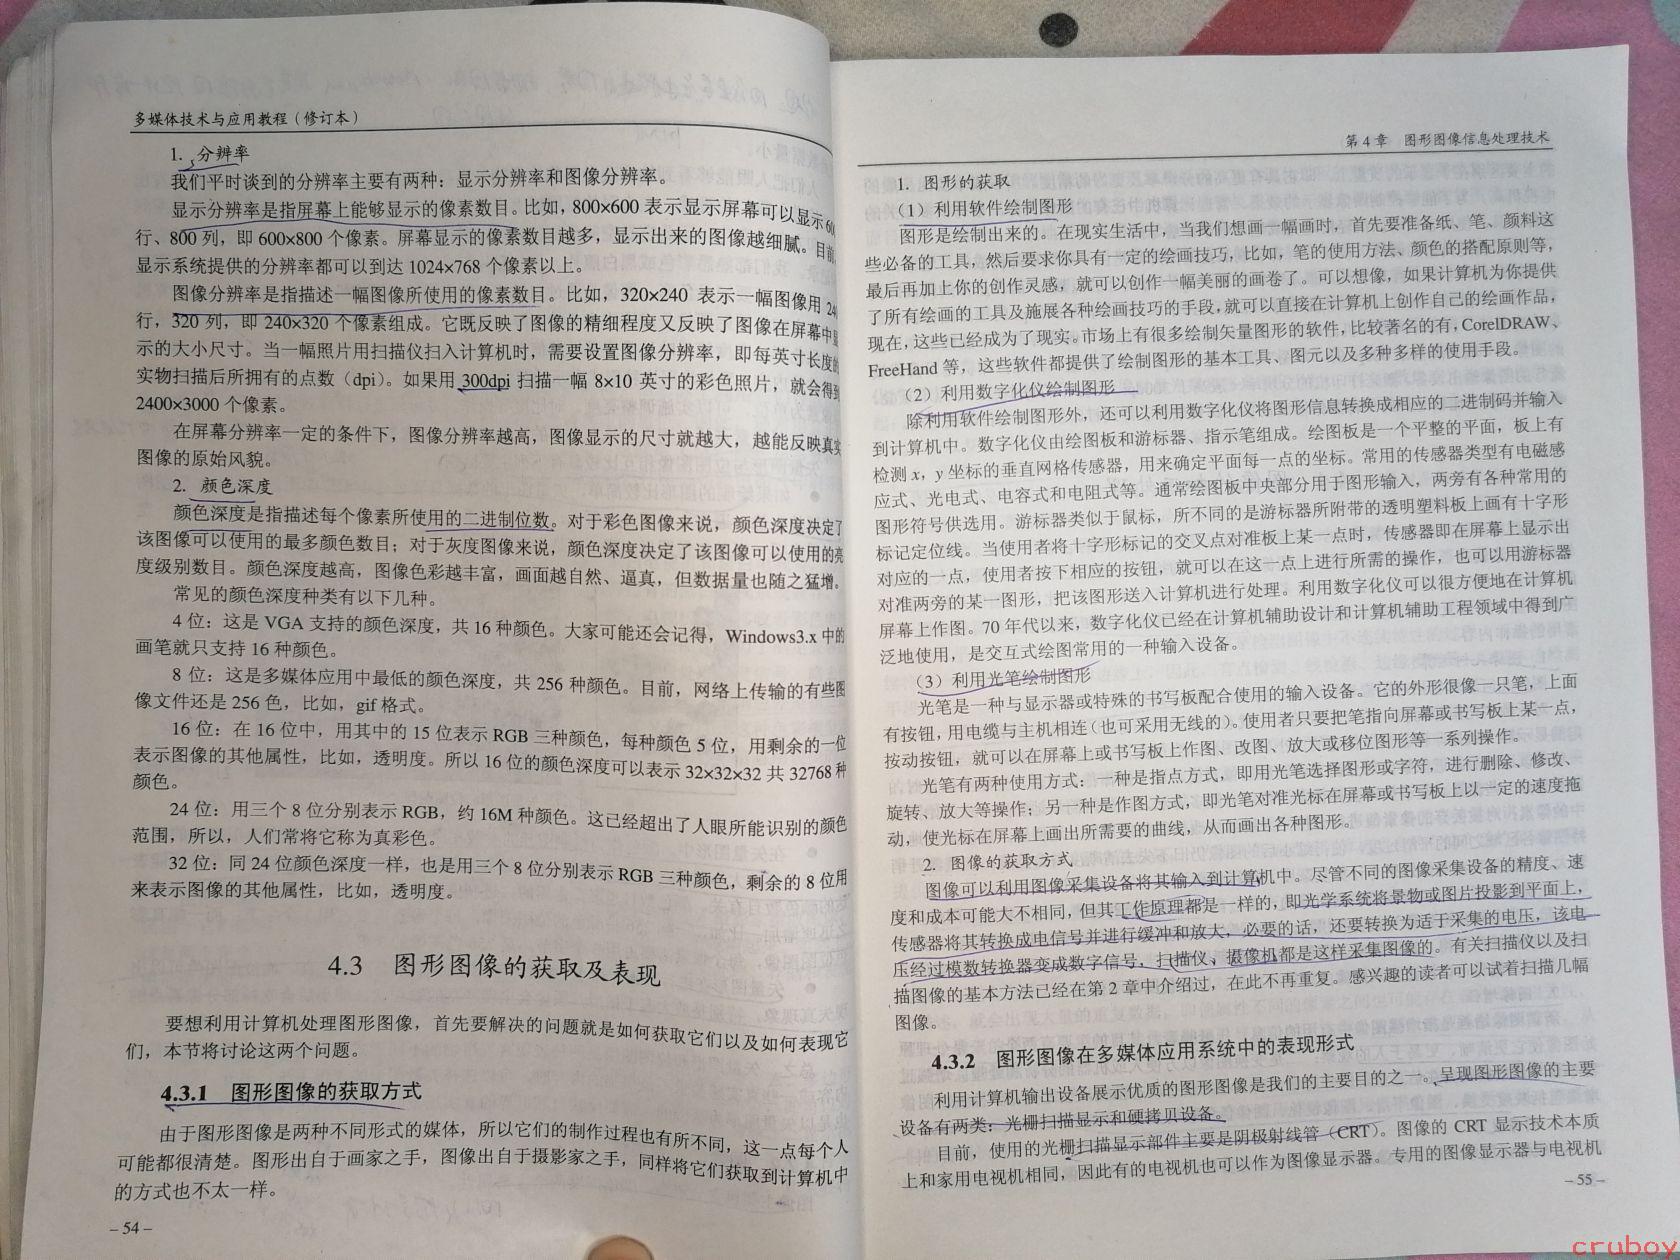 多媒体技术与应用教程（修订本）
1. 分辨率
我们平时谈到的分辨率主要有两种：显示分辨率和图像分辨率。
显示分辨率是指屏幕上能够显示的像素数目。比如，800×600 表示显示屏幕可以显示 60
行、800 列，即 600×800 个像素。屏幕显示的像素数目越多，显示出来的图像越细腻。目前，
显示系统提供的分辨率都可以到达 1024×768 个像素以上。
图像分辨率是指描述一幅图像所使用的像素数目。比如，320×240 表示一幅图像用 24
行，320 列，即 240×320 个像素组成。它既反映了图像的精细程度又反映了图像在屏幕中显
示的大小尺寸。当一幅照片用扫描仪扫入计算机时，需要设置图像分辨率，即每英寸长度的
实物扫描后所拥有的点数（dpi）。如果用 300dpi 扫描一幅 8×10 英寸的彩色照片，就会得到
2400×3000 个像素。
在屏幕分辨率一定的条件下，图像分辨率越高，图像显示的尺寸就越大，越能反映真实
图像的原始风貌。
2. 颜色深度
颜色深度是指描述每个像素所使用的二进制位数。对于彩色图像来说，颜色深度决定了
该图像可以使用的最多颜色数目；对于灰度图像来说，颜色深度决定了该图像可以使用的亮
度级别数目。颜色深度越高，图像色彩越丰富，画面越自然、逼真，但数据量也随之猛增。
常见的颜色深度种类有以下几种。
4 位：这是 VGA 支持的颜色深度，共 16 种颜色。大家可能还会记得，Windows3.x 中的
画笔就只支持 16 种颜色。
8 位：这是多媒体应用中最低的颜色深度，共 256 种颜色。目前，网络上传输的有些图
像文件还是 256 色，比如，gif 格式。
16 位：在 16 位中，用其中的 15 位表示 RGB 三种颜色，每种颜色 5 位，用剩余的一位
表示图像的其他属性，比如，透明度。所以 16 位的颜色深度可以表示 32×32×32 共 32768 种
颜色。
24 位：用三个 8 位分别表示 RGB，约 16M 种颜色。这已经超出了人眼所能识别的颜色
范围，所以，人们常将它称为真彩色。
32 位：同 24 位颜色深度一样，也是用三个 8 位分别表示 RGB 三种颜色，剩余的 8 位用
来表示图像的其他属性，比如，透明度。
4.3 图形图像的获取及表现
要想利用计算机处理图形图像，首先要解决的问题就是如何获取它们以及如何表现它
们，本节将讨论这两个问题。
4.3.1 图形图像的获取方式
由于图形图像是两种不同形式的媒体，所以它们的制作过程也有所不同，这一点每个人
可能都很清楚。图形出自于画家之手，图像出自于摄影家之手，同样将它们获取到计算机中
的方式也不太一样。
– 54 –
第 4 章 图形图像信息处理技术
1. 图形的获取
（1）利用软件绘制图形
图形是绘制出来的。在现实生活中，当我们想画一幅画时，首先要准备纸、笔、颜料这
些必备的工具，然后要求你具有一定的绘画技巧，比如，笔的使用方法、颜色的搭配原则等，
最后再加上你的创作灵感，就可以创作一幅美丽的画卷了。可以想像，如果计算机为你提供
了所有绘画的工具及施展各种绘画技巧的手段，就可以直接在计算机上创作自己的绘画作品，
现在，这些已经成为了现实。市场上有很多绘制矢量图形的软件，比较著名的有，CorelDRAW、
FreeHand 等，这些软件都提供了绘制图形的基本工具、图元以及多种多样的使用手段。
（2）利用数字化仪绘制图形
除利用软件绘制图形外，还可以利用数字化仪将图形信息转换成相应的二进制码并输入
到计算机中。数字化仪由绘图板和游标器、指示笔组成。绘图板是一个平整的平面，板上有
检测 x，y 坐标的垂直网格传感器，用来确定平面每一点的坐标。常用的传感器类型有电磁感
应式、光电式、电容式和电阻式等。通常绘图板中央部分用于图形输入，两旁有各种常用的
图形符号供选用。游标器类似于鼠标，所不同的是游标器所附带的透明塑料板上画有十字形
标记定位线。当使用者将十字形标记的交叉点对准板上某一点时，传感器即在屏幕上显示出
对应的一点，使用者按下相应的按钮，就可以在这一点上进行所需的操作，也可以用游标器
对准两旁的某一图形，把该图形送入计算机进行处理。利用数字化仪可以很方便地在计算机
屏幕上作图。70 年代以来，数字化仪已经在计算机辅助设计和计算机辅助工程领域中得到广
泛地使用，是交互式绘图常用的一种输入设备。
（3）利用光笔绘制图形
光笔是一种与显示器或特殊的书写板配合使用的输入设备。它的外形很像一只笔，上面
有按钮，用电缆与主机相连（也可采用无线的）。使用者只要把笔指向屏幕或书写板上某一点，
按动按钮，就可以在屏幕上或书写板上作图、改图、放大或移位图形等一系列操作。
光笔有两种使用方式：一种是指点方式，即用光笔选择图形或字符，进行删除、修改、
旋转、放大等操作；另一种是作图方式，即光笔对准光标在屏幕或书写板上以一定的速度拖
动，使光标在屏幕上画出所需要的曲线，从而画出各种图形。
2. 图像的获取方式
图像可以利用图像采集设备将其输入到计算机中。尽管不同的图像采集设备的精度、速
度和成本可能大不相同，但其工作原理都是一样的，即光学系统将景物或图片投影到平面上，
传感器将其转换成电信号并进行缓冲和放大，必要的话，还要转换为适于采集的电压，该电
压经过模数转换器变成数字信号，扫描仪、摄像机都是这样采集图像的。有关扫描仪以及扫
描图像的基本方法已经在第 2 章中介绍过，在此不再重复。感兴趣的读者可以试着扫描几幅
图像。
4.3.2 图形图像在多媒体应用系统中的表现形式
利用计算机输出设备展示优质的图形图像是我们的主要目的之一。呈现图形图像的主要
设备有两类：光栅扫描显示和硬拷贝设备。
目前，使用的光栅扫描显示部件主要是阴极射线管（CRT）。图像的 CRT 显示技术本质
上和家用电视机相同，因此有的电视机也可以作为图像显示器。专用的图像显示器与电视机
– 55 –
cruboy